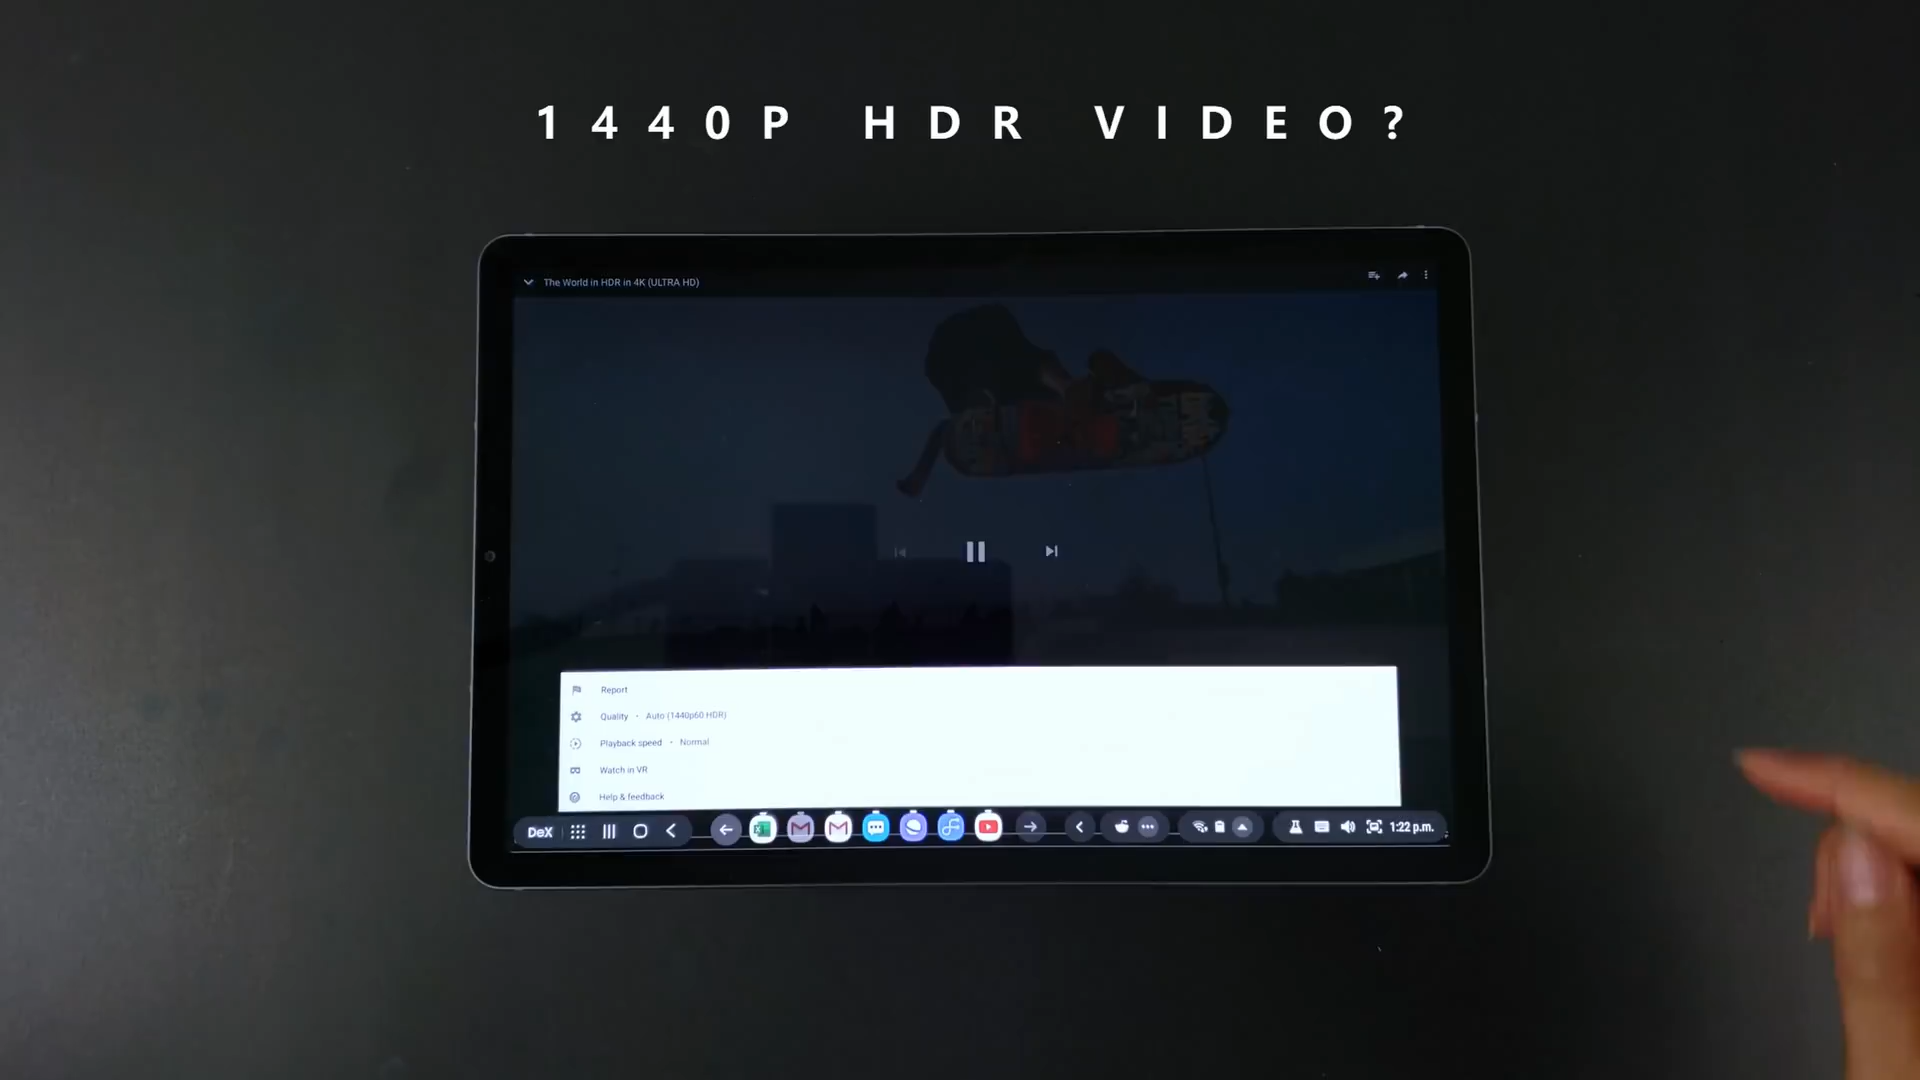 1440P HDR VIDEO?
The World in HDR in 4K (ULTRA HD)
Report
Quality • Auto (1440p60 HDR)
Playback speed • Normal
Watch in VR
Help & feedback
DeX
1:22 p.m.